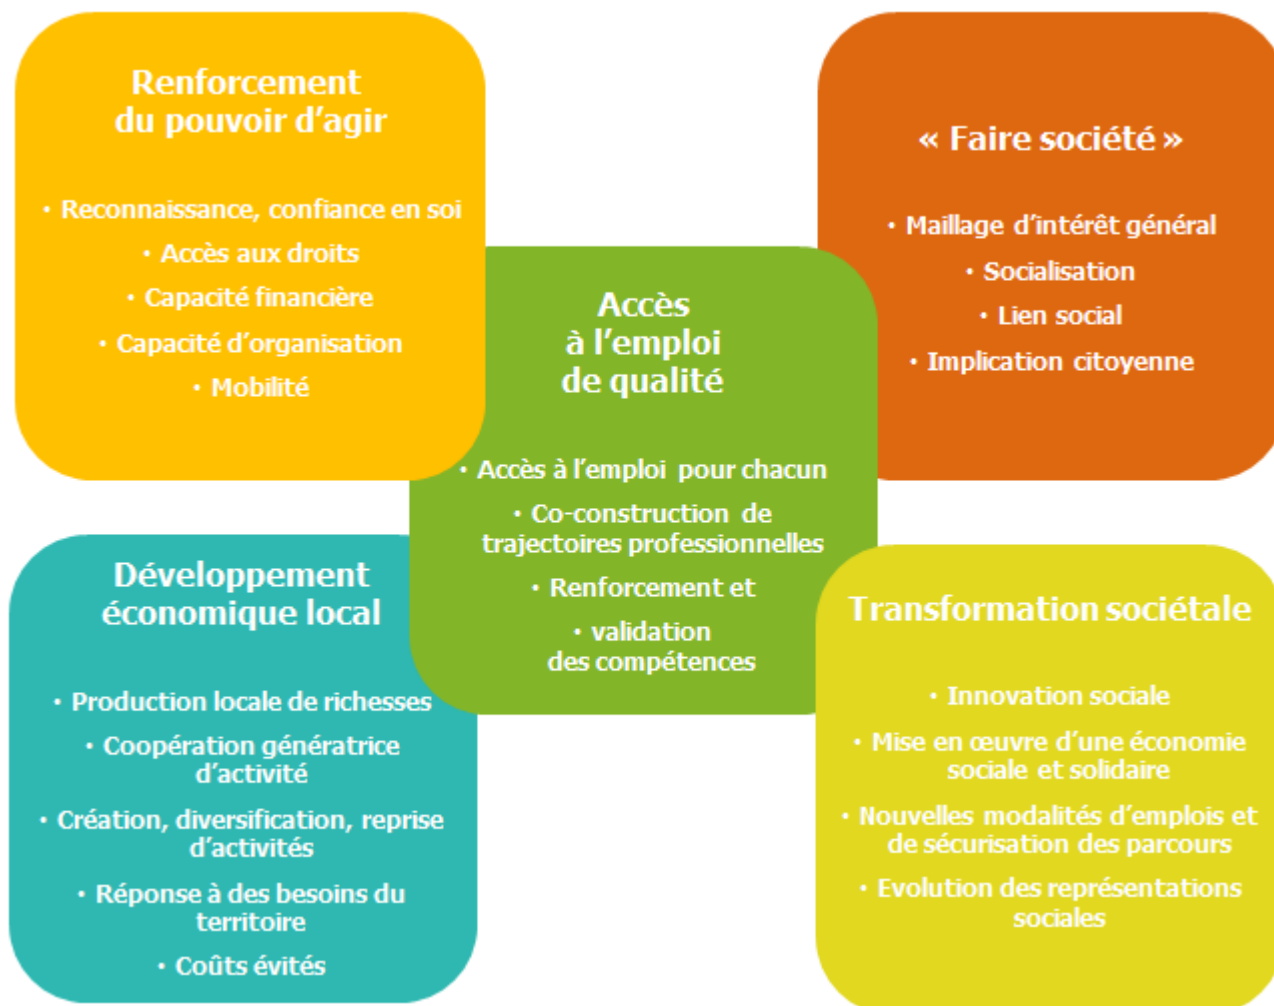 Renforcement
du pouvoir d'agir
• Reconnaissance, confiance en soi
• Accès aux droits
• Capacité financière
• Capacité d'organisation
• Mobilité
« Faire société »
• Maillage d'intérêt général
• Socialisation
• Lien social
• Implication citoyenne
Accès
à l'emploi
de qualité
• Accès à l'emploi pour chacun
• Co-construction de
trajectoires professionnelles
• Renforcement et
• validation
des compétences
Développement
économique local
• Production locale de richesses
• Coopération génératrice
d'activité
• Création, diversification, reprise
d'activités
• Réponse à des besoins du
territoire
• Coûts évités
Transformation sociétale
• Innovation sociale
• Mise en œuvre d'une économie
sociale et solidaire
• Nouvelles modalités d'emplois et
de sécurisation des parcours
• Evolution des représentations
sociales